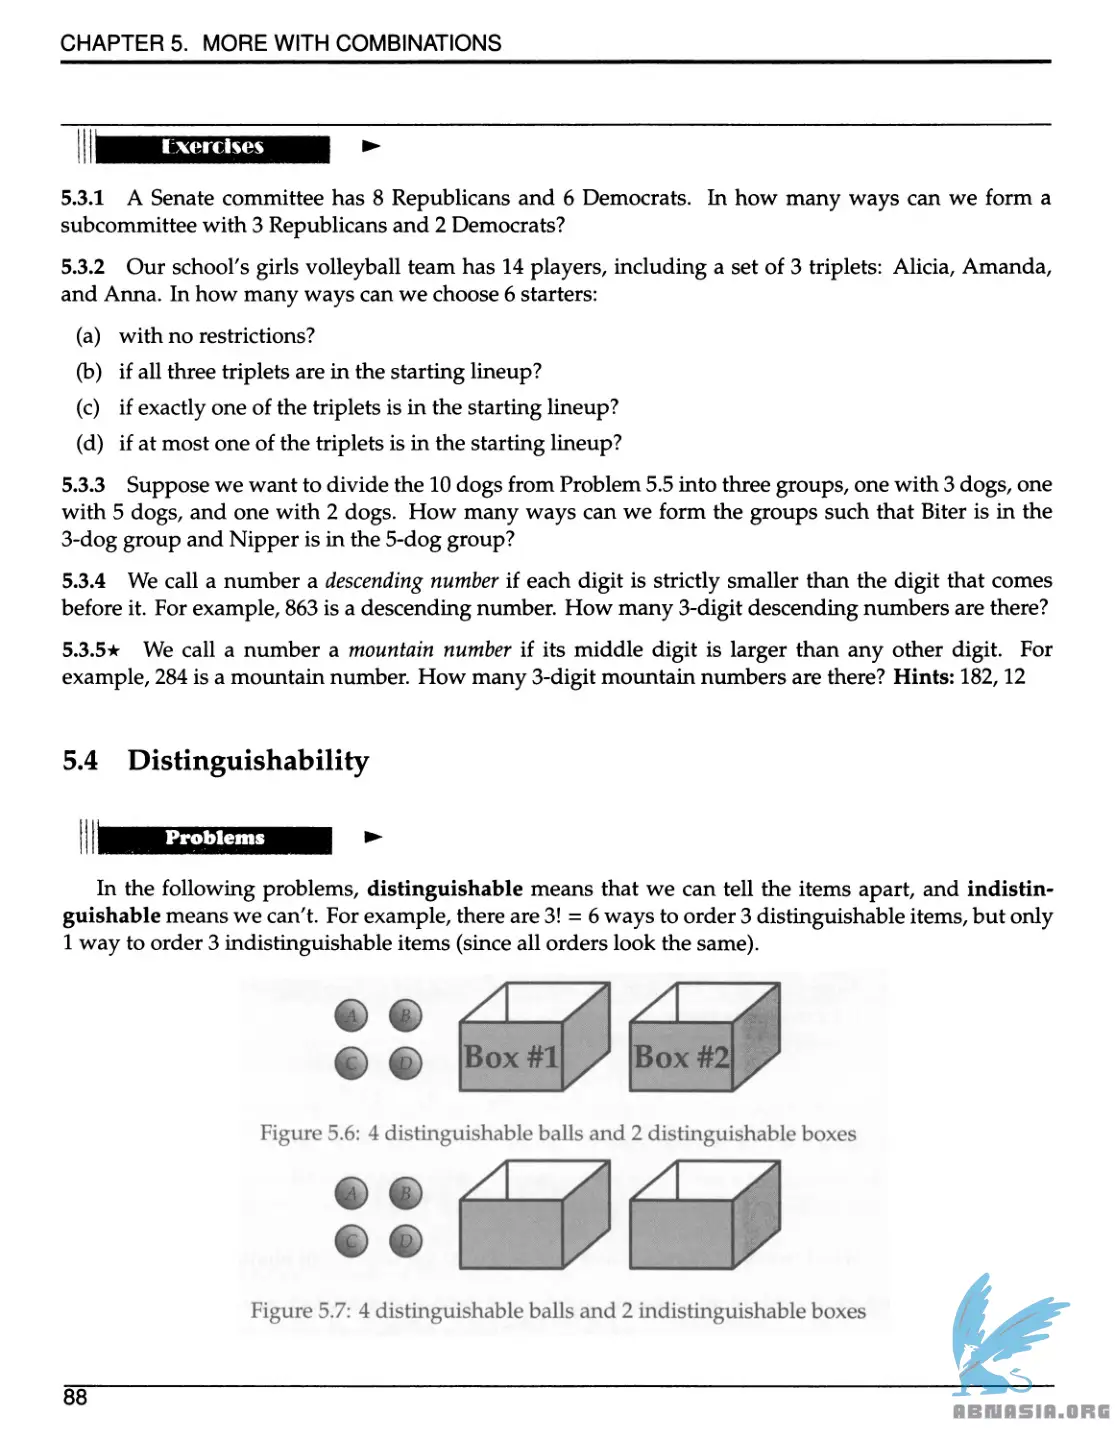 CHAPTER 5. MORE WITH COMBINATIONS
Exercises
5.3.1 A Senate committee has 8 Republicans and 6 Democrats. In how many ways can we form a
subcommittee with 3 Republicans and 2 Democrats?
5.3.2 Our school's girls volleyball team has 14 players, including a set of 3 triplets: Alicia, Amanda,
and Anna. In how many ways can we choose 6 starters:
(a) with no restrictions?
(b) if all three triplets are in the starting lineup?
(c) if exactly one of the triplets is in the starting lineup?
(d) if at most one of the triplets is in the starting lineup?
5.3.3 Suppose we want to divide the 10 dogs from Problem 5.5 into three groups, one with 3 dogs, one
with 5 dogs, and one with 2 dogs. How many ways can we form the groups such that Biter is in the
3-dog group and Nipper is in the 5-dog group?
5.3.4 We call a number a descending number if each digit is strictly smaller than the digit that comes
before it. For example, 863 is a descending number. How many 3-digit descending numbers are there?
5.3.5★ We call a number a mountain number if its middle digit is larger than any other digit. For
example, 284 is a mountain number. How many 3-digit mountain numbers are there? Hints: 182, 12
5.4 Distinguishability
Problems
In the following problems, distinguishable means that we can tell the items apart, and indistin-
guishable means we can't. For example, there are 3! = 6 ways to order 3 distinguishable items, but only
1 way to order 3 indistinguishable items (since all orders look the same).
A B
C D
Box #1 Box #2
Figure 5.6: 4 distinguishable balls and 2 distinguishable boxes
A B
C D
Figure 5.7: 4 distinguishable balls and 2 indistinguishable boxes
88
ABNASIA.ORG